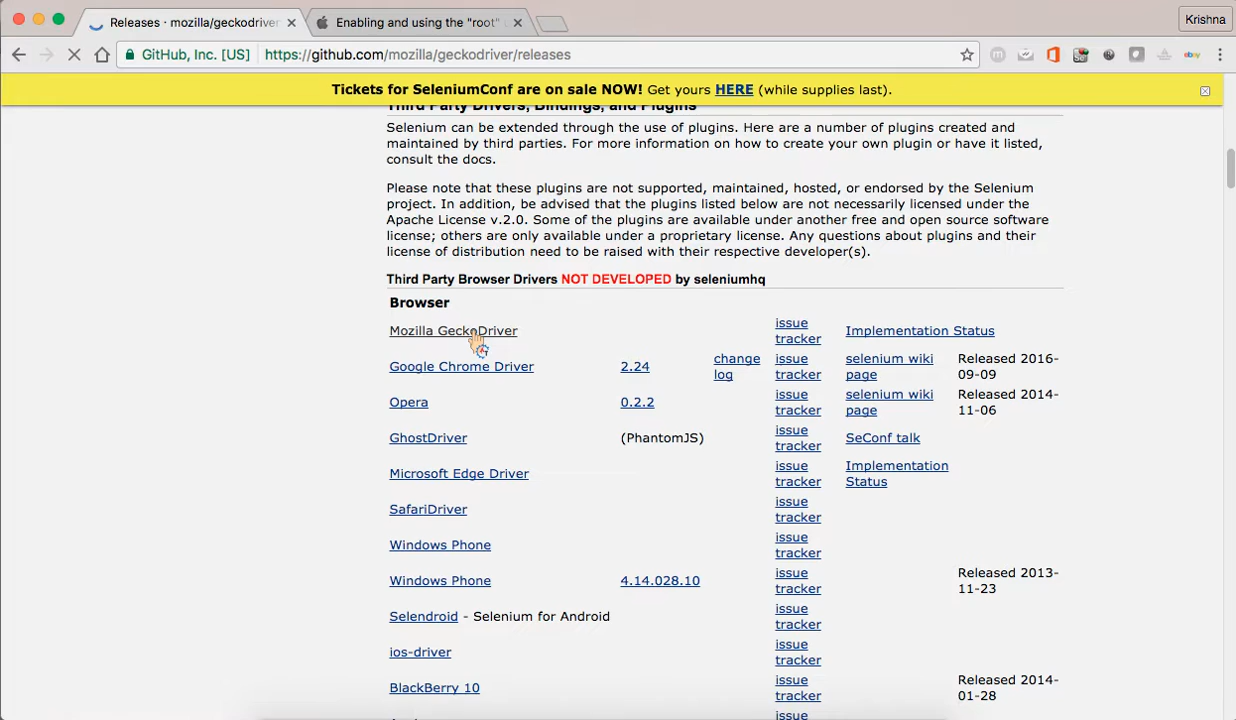 Releases · mozilla/geckodriver
Enabling and using the "root"
Krishna
GitHub, Inc. [US] https://github.com/mozilla/geckodriver/releases
Tickets for SeleniumConf are on sale NOW! Get yours HERE (while supplies last).
Third Party Drivers, Bindings, and Plugins
Selenium can be extended through the use of plugins. Here are a number of plugins created and
maintained by third parties. For more information on how to create your own plugin or have it listed,
consult the docs.
Please note that these plugins are not supported, maintained, hosted, or endorsed by the Selenium
project. In addition, be advised that the plugins listed below are not necessarily licensed under the
Apache License v.2.0. Some of the plugins are available under another free and open source software
license; others are only available under a proprietary license. Any questions about plugins and their
license of distribution need to be raised with their respective developer(s).
Third Party Browser Drivers NOT DEVELOPED by seleniumhq
Browser
Mozilla GeckoDriver issue tracker Implementation Status
Google Chrome Driver 2.24 change log issue tracker selenium wiki page Released 2016-09-09
Opera 0.2.2 issue tracker selenium wiki page Released 2014-11-06
GhostDriver (PhantomJS) issue tracker SeConf talk
Microsoft Edge Driver issue tracker Implementation Status
SafariDriver issue tracker
Windows Phone issue tracker
Windows Phone 4.14.028.10 issue tracker Released 2013-11-23
Selendroid - Selenium for Android issue tracker
ios-driver issue tracker
BlackBerry 10 issue tracker Released 2014-01-28
issue